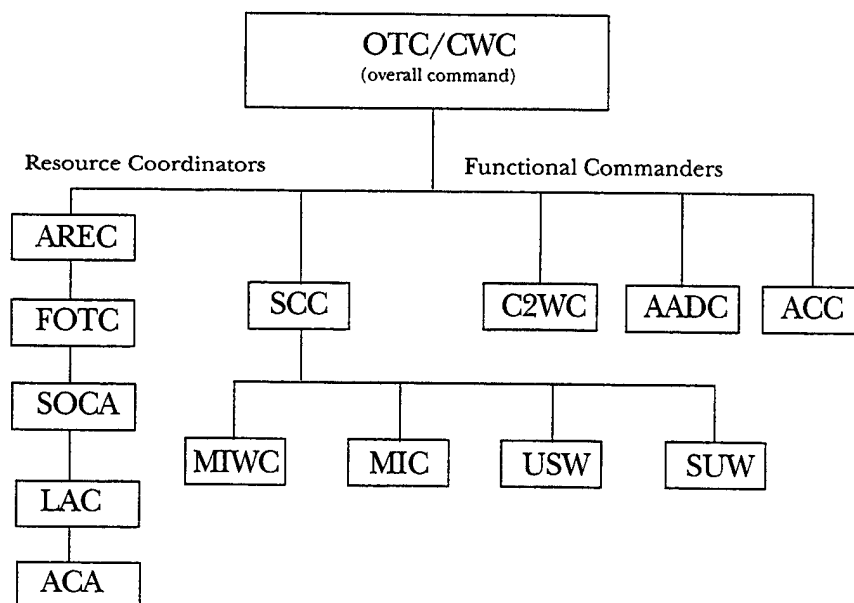 OTC/CWC
(overall command)
Resource Coordinators
Functional Commanders
AREC
SCC
C2WC
AADC
ACC
FOTC
SOCA
MIWC
MIC
USW
SUW
LAC
ACA